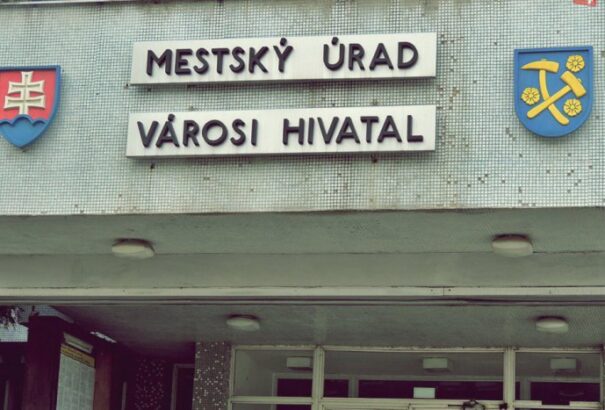 MESTSKÝ ÚRAD
VÁROSI HIVATAL